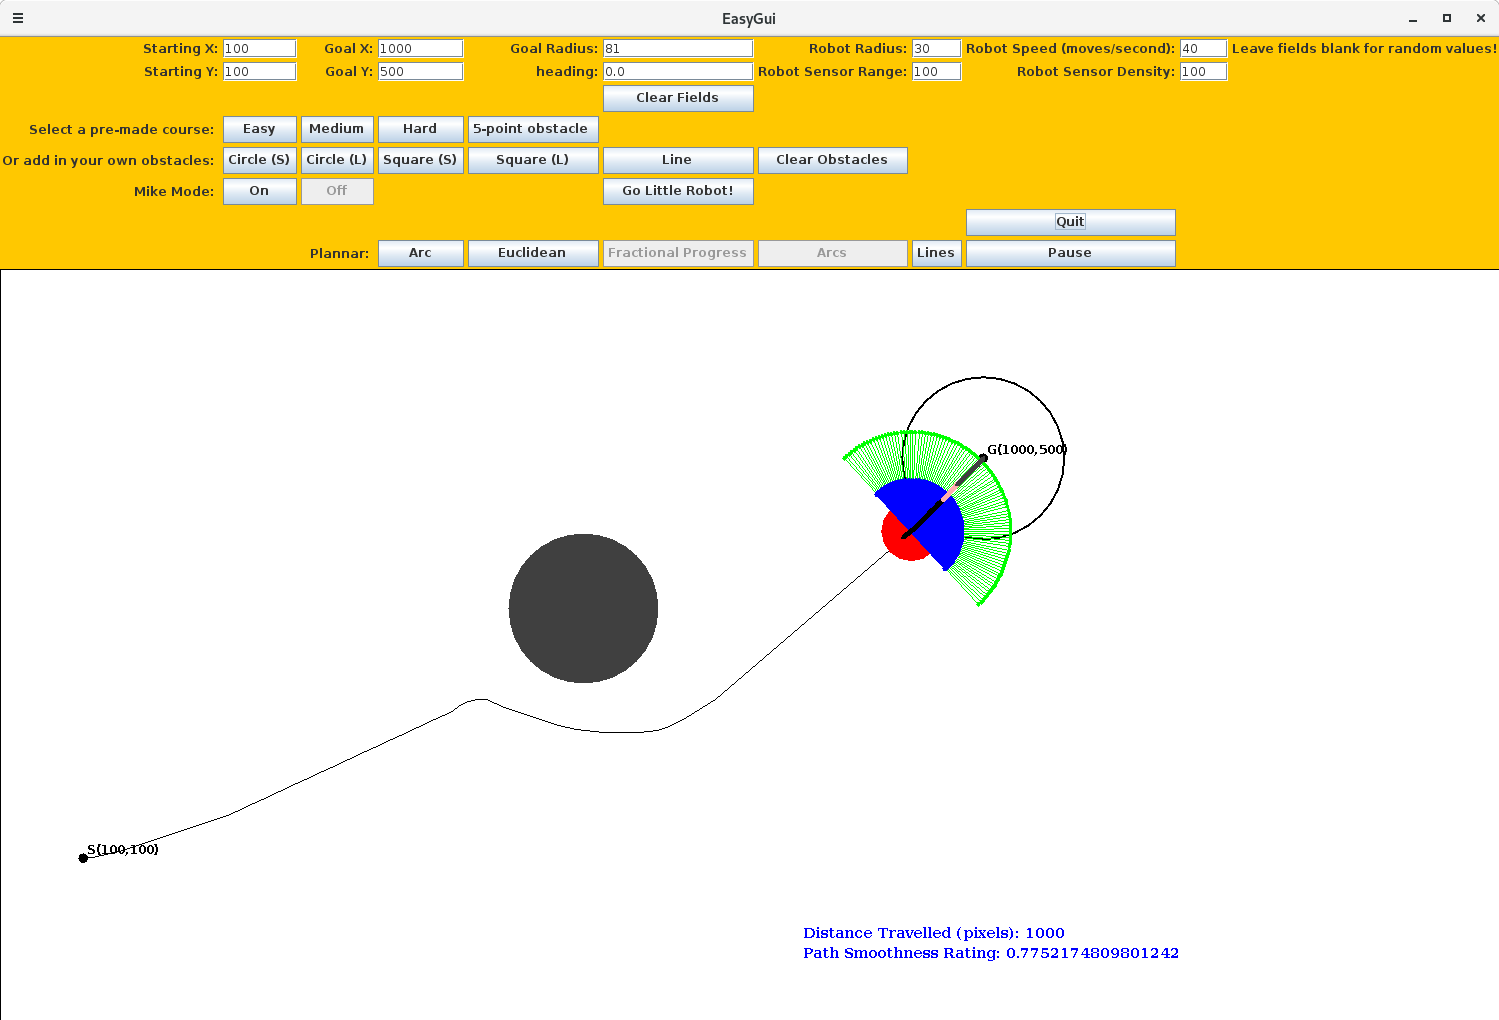 EasyGui
Starting X: 100 Goal X: 1000 Goal Radius: 81 Robot Radius: 30 Robot Speed (moves/second): 40 Leave fields blank for random values!
Starting Y: 100 Goal Y: 500 heading: 0.0 Robot Sensor Range: 100 Robot Sensor Density: 100
Clear Fields
Select a pre-made course: Easy Medium Hard 5-point obstacle
Or add in your own obstacles: Circle (S) Circle (L) Square (S) Square (L) Line Clear Obstacles
Mike Mode: On Off Go Little Robot!
Quit
Plannar: Arc Euclidean Fractional Progress Arcs Lines Pause
G(1000,500)
S(100,100)
Distance Travelled (pixels): 1000
Path Smoothness Rating: 0.7752174809801242